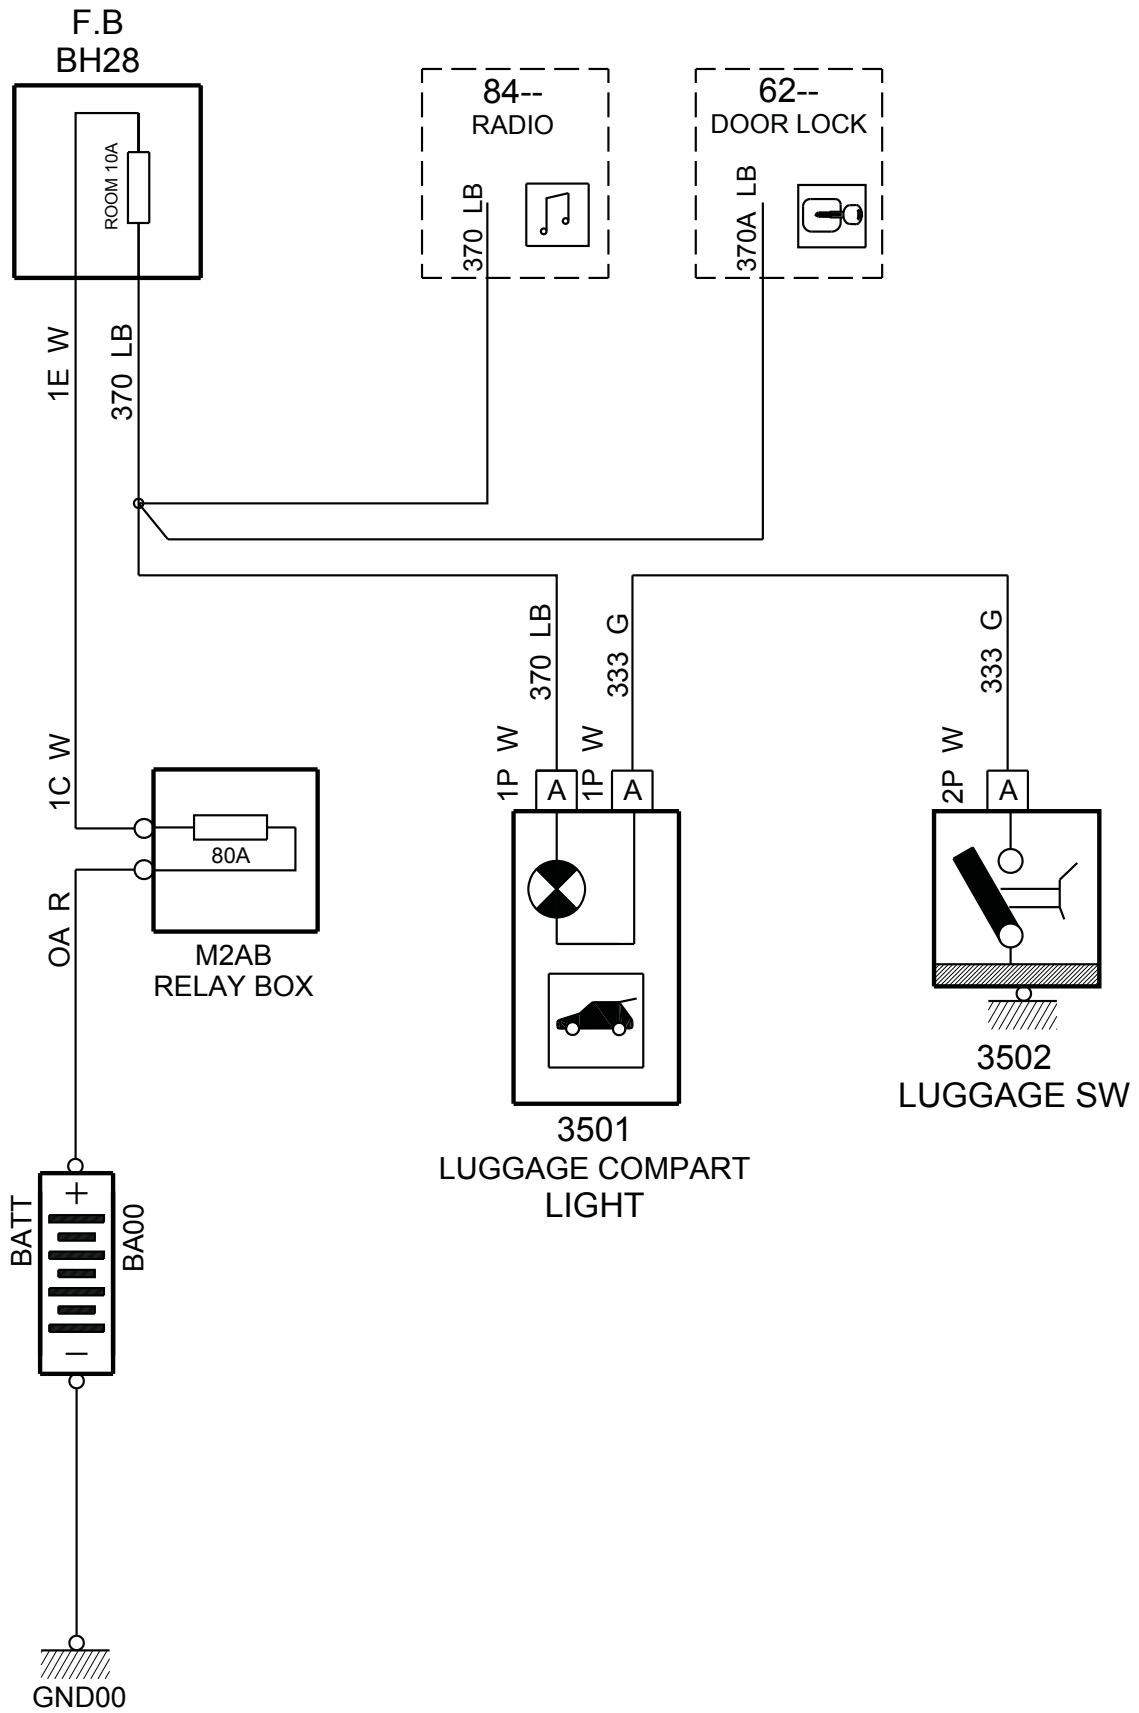 F.B
BH28
84--
RADIO
62--
DOOR LOCK
ROOM 10A
370 LB
370A LB
1E W
370 LB
370 LB
333 G
333 G
1C W
1P W
A
1P W
A
2P W
A
80A
OA R
M2AB
RELAY BOX
3502
LUGGAGE SW
3501
LUGGAGE COMPART
LIGHT
BATT
+
BA00
–
GND00